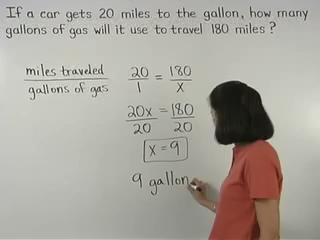 If a car gets 20 miles to the gallon, how many
gallons of gas will it use to travel 180 miles?
miles traveled / gallons of gas   20/1 = 180/x
20x/20 = 180/20
x = 9
9 gallon